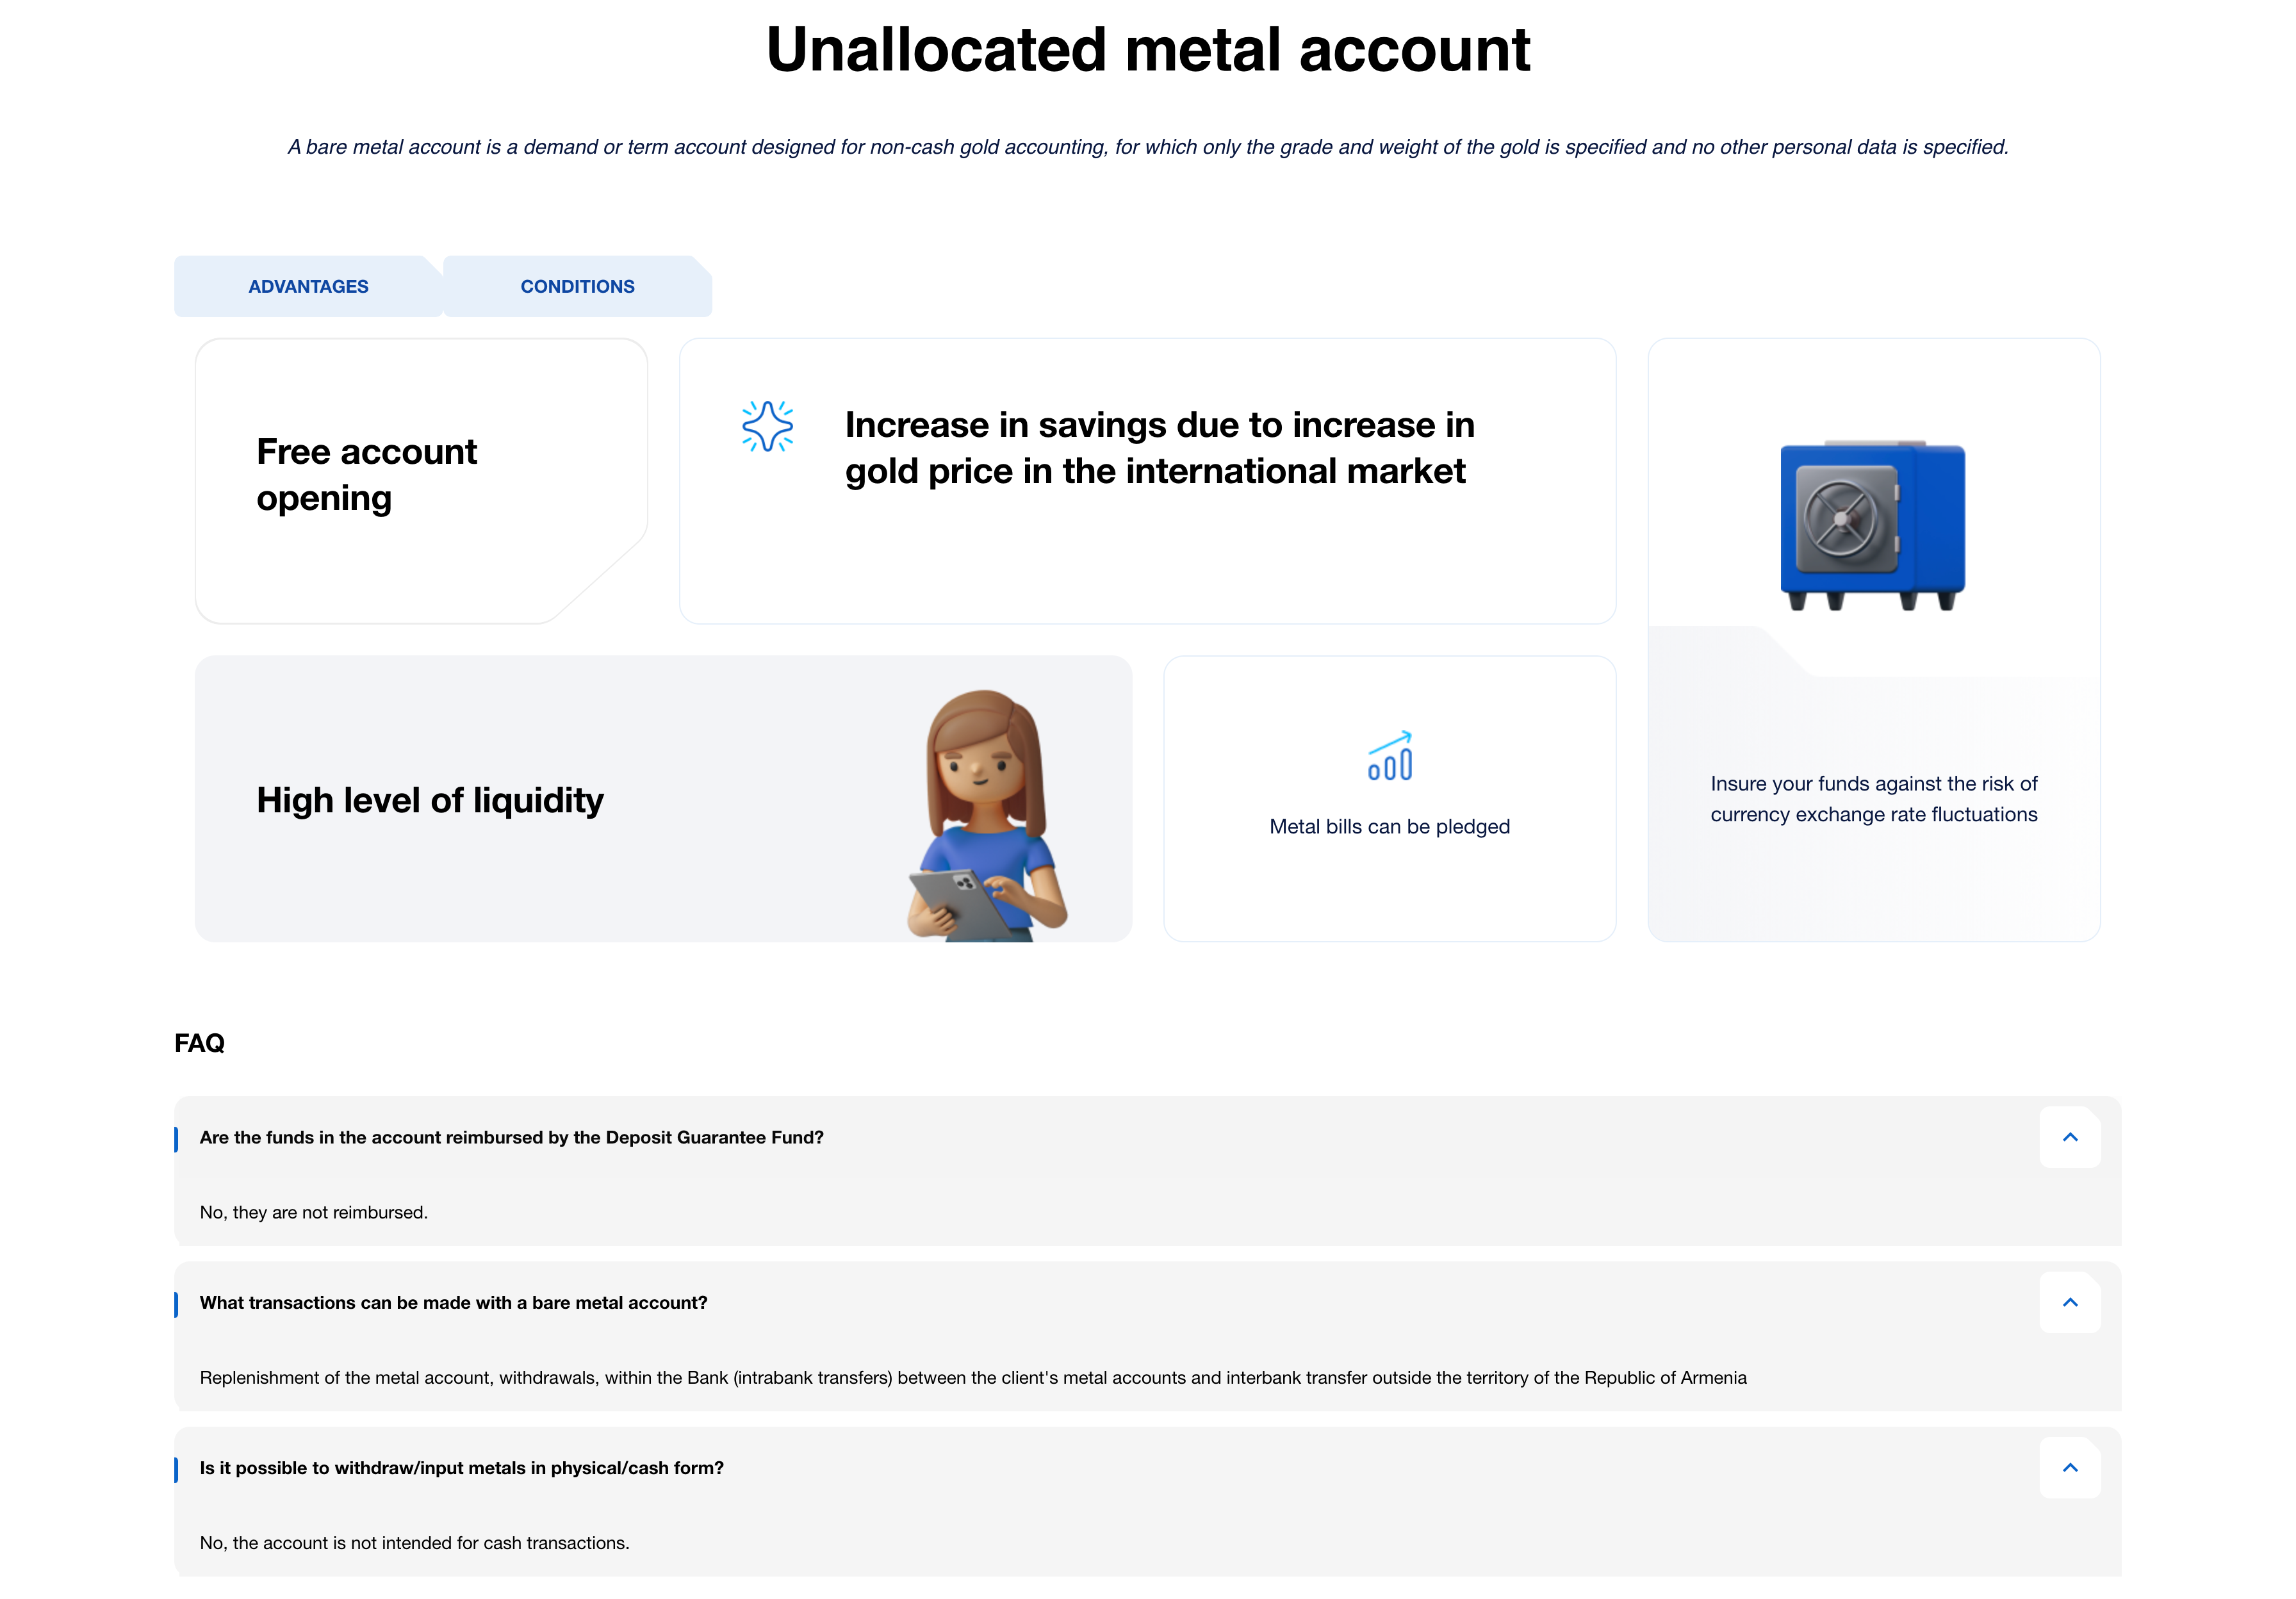 Unallocated metal account
A bare metal account is a demand or term account designed for non-cash gold accounting, for which only the grade and weight of the gold is specified and no other personal data is specified.
ADVANTAGES
CONDITIONS
Free account
opening
Increase in savings due to increase in
gold price in the international market
High level of liquidity
Metal bills can be pledged
Insure your funds against the risk of
currency exchange rate fluctuations
FAQ
Are the funds in the account reimbursed by the Deposit Guarantee Fund?
No, they are not reimbursed.
What transactions can be made with a bare metal account?
Replenishment of the metal account, withdrawals, within the Bank (intrabank transfers) between the client's metal accounts and interbank transfer outside the territory of the Republic of Armenia
Is it possible to withdraw/input metals in physical/cash form?
No, the account is not intended for cash transactions.